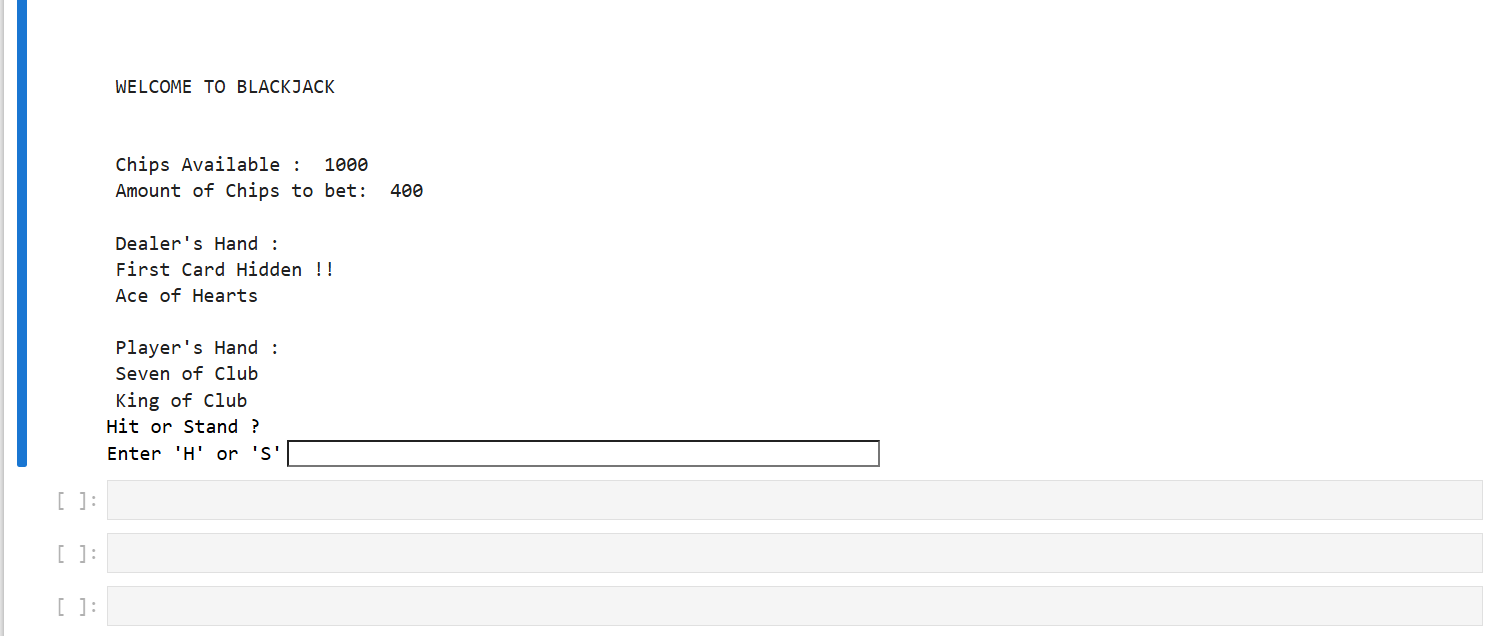 WELCOME TO BLACKJACK
Chips Available :  1000
Amount of Chips to bet:  400
Dealer's Hand :
First Card Hidden !!
Ace of Hearts
Player's Hand :
Seven of Club
King of Club
Hit or Stand ?
Enter 'H' or 'S'
[ ]:
[ ]:
[ ]: